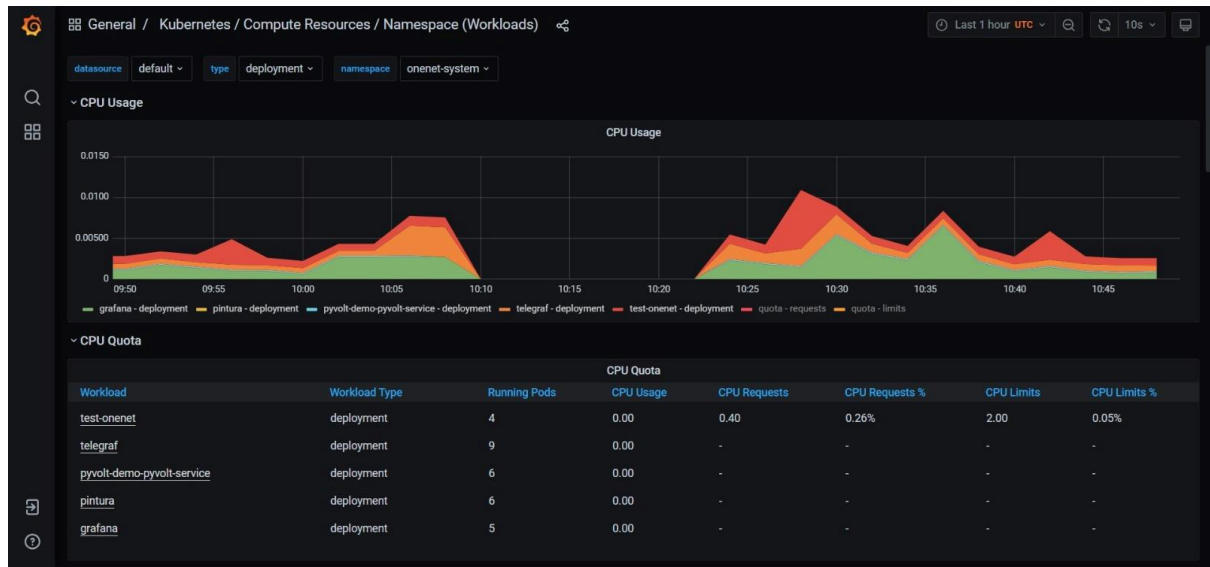 General / Kubernetes / Compute Resources / Namespace (Workloads)
Last 1 hour UTC
10s
datasource default type deployment namespace onenet-system
CPU Usage
CPU Usage
0.0150
0.0100
0.00500
0
09:50 09:55 10:00 10:05 10:10 10:15 10:20 10:25 10:30 10:35 10:40 10:45
grafana - deployment pintura - deployment pyvolt-demo-pyvolt-service - deployment telegraf - deployment test-onenet - deployment quota - requests quota - limits
CPU Quota
CPU Quota
Workload Workload Type Running Pods CPU Usage CPU Requests CPU Requests % CPU Limits CPU Limits %
test-onenet deployment 4 0.00 0.40 0.26% 2.00 0.05%
telegraf deployment 9 0.00 - - - -
pyvolt-demo-pyvolt-service deployment 6 0.00 - - - -
pintura deployment 6 0.00 - - - -
grafana deployment 5 0.00 - - - -